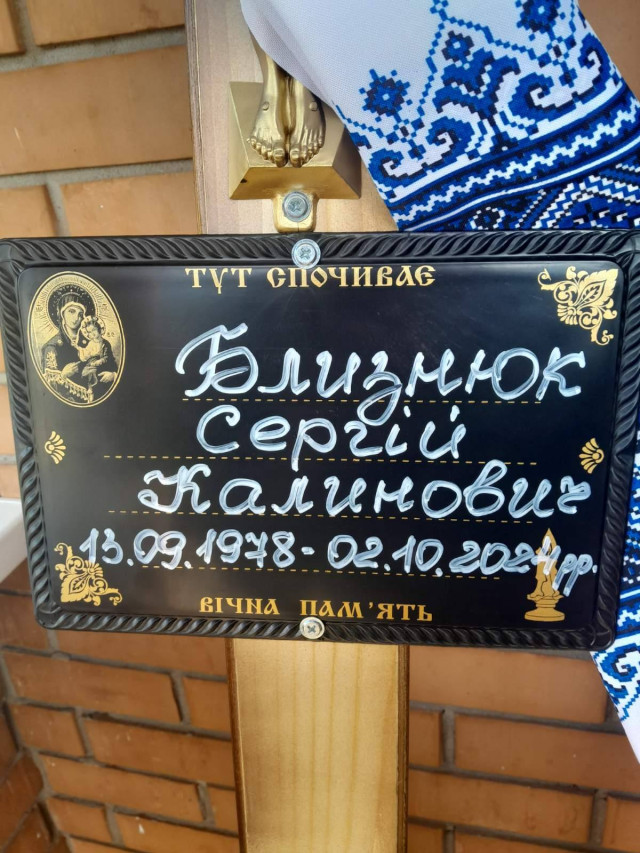 ТУТ СПОЧИВАЄ
Близнюк
Сергій
Калинович
13.09.1978-02.10.2024рр.
ВІЧНА ПАМ'ЯТЬ